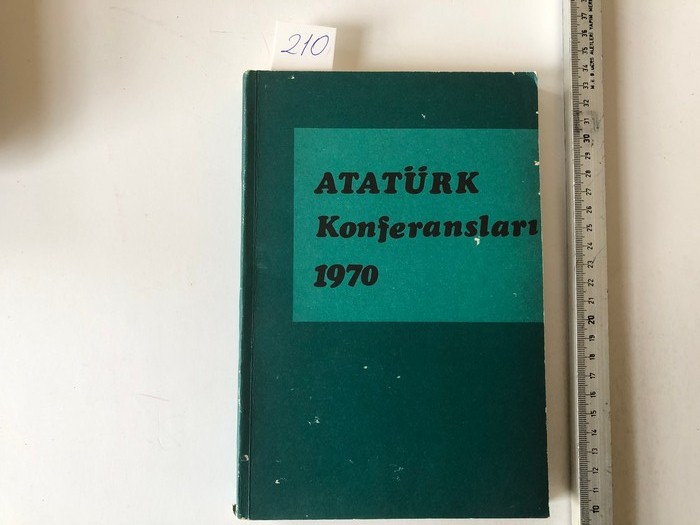 210
ATATÜRK
Konferansları
1970